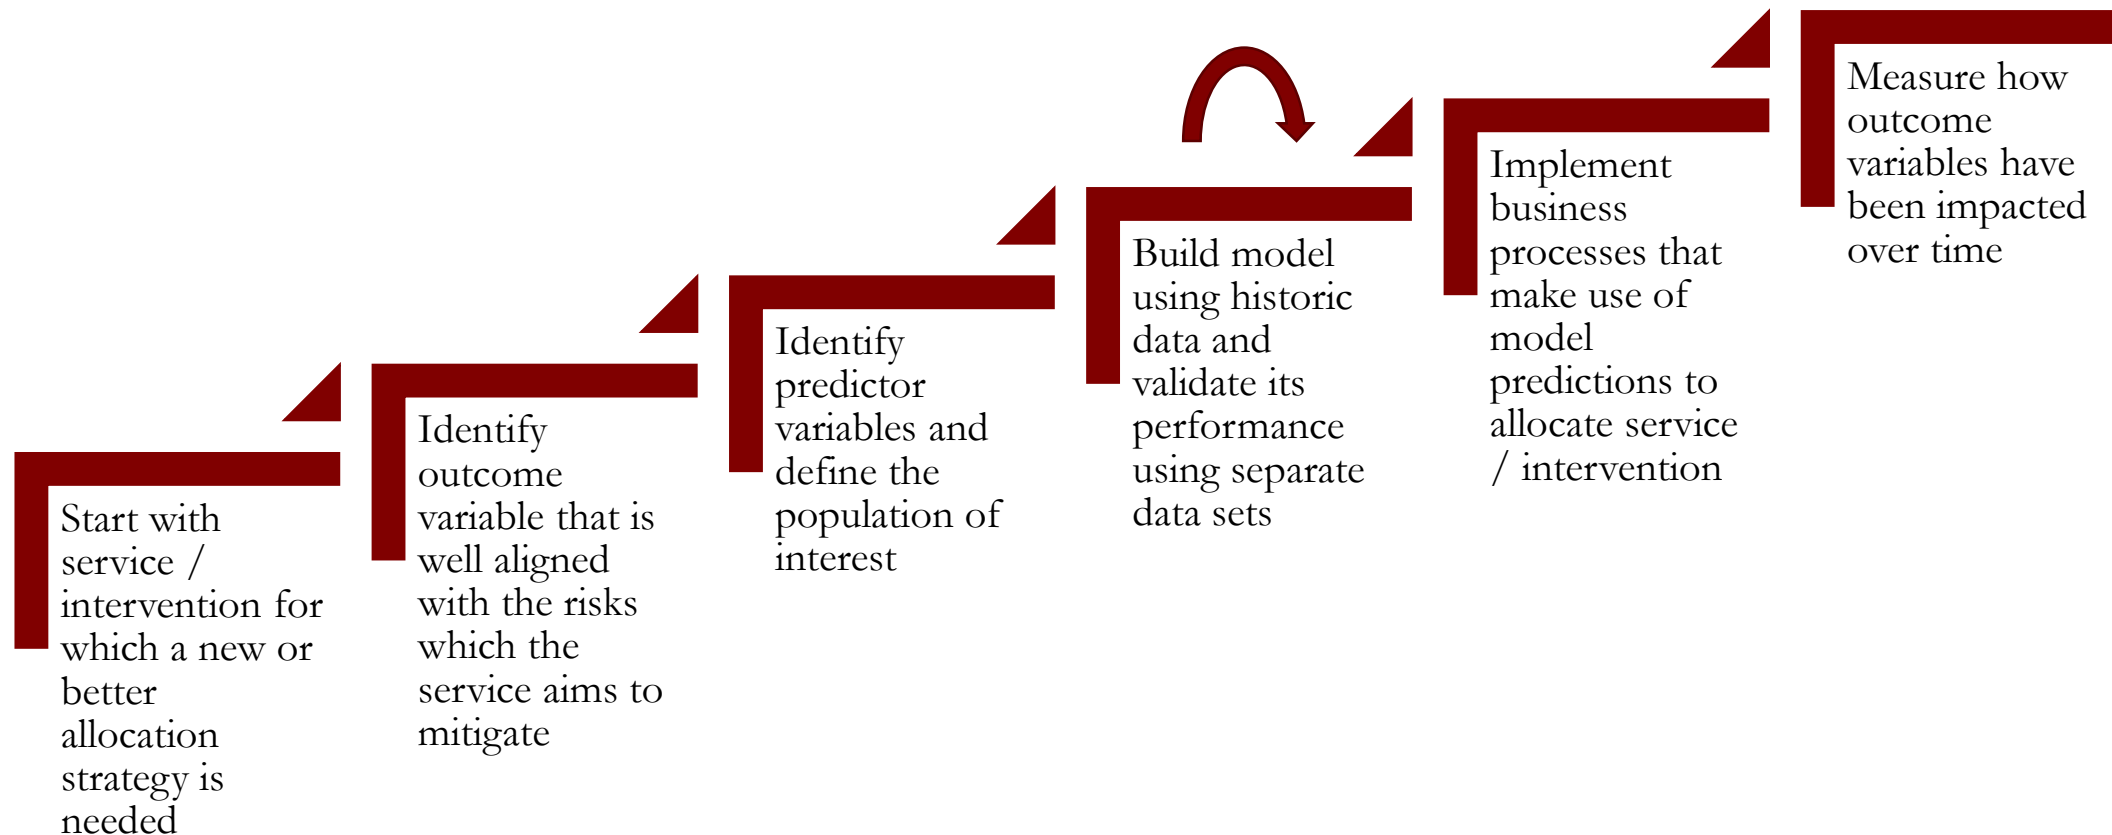 Start with
service /
intervention for
which a new or
better
allocation
strategy is
needed
Identify
outcome
variable that is
well aligned
with the risks
which the
service aims to
mitigate
Identify
predictor
variables and
define the
population of
interest
Build model
using historic
data and
validate its
performance
using separate
data sets
Implement
business
processes that
make use of
model
predictions to
allocate service
/ intervention
Measure how
outcome
variables have
been impacted
over time